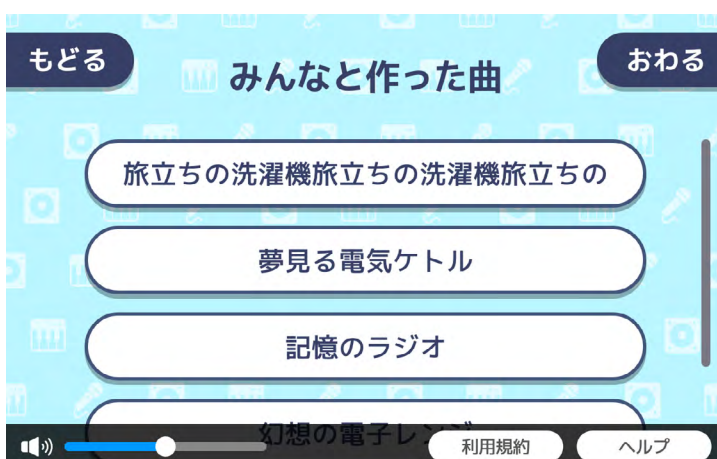 もどる
みんなと作った曲
おわる
旅立ちの洗濯機旅立ちの洗濯機旅立ちの
夢見る電気ケトル
記憶のラジオ
幻想の電子レンジ
利用規約
ヘルプ